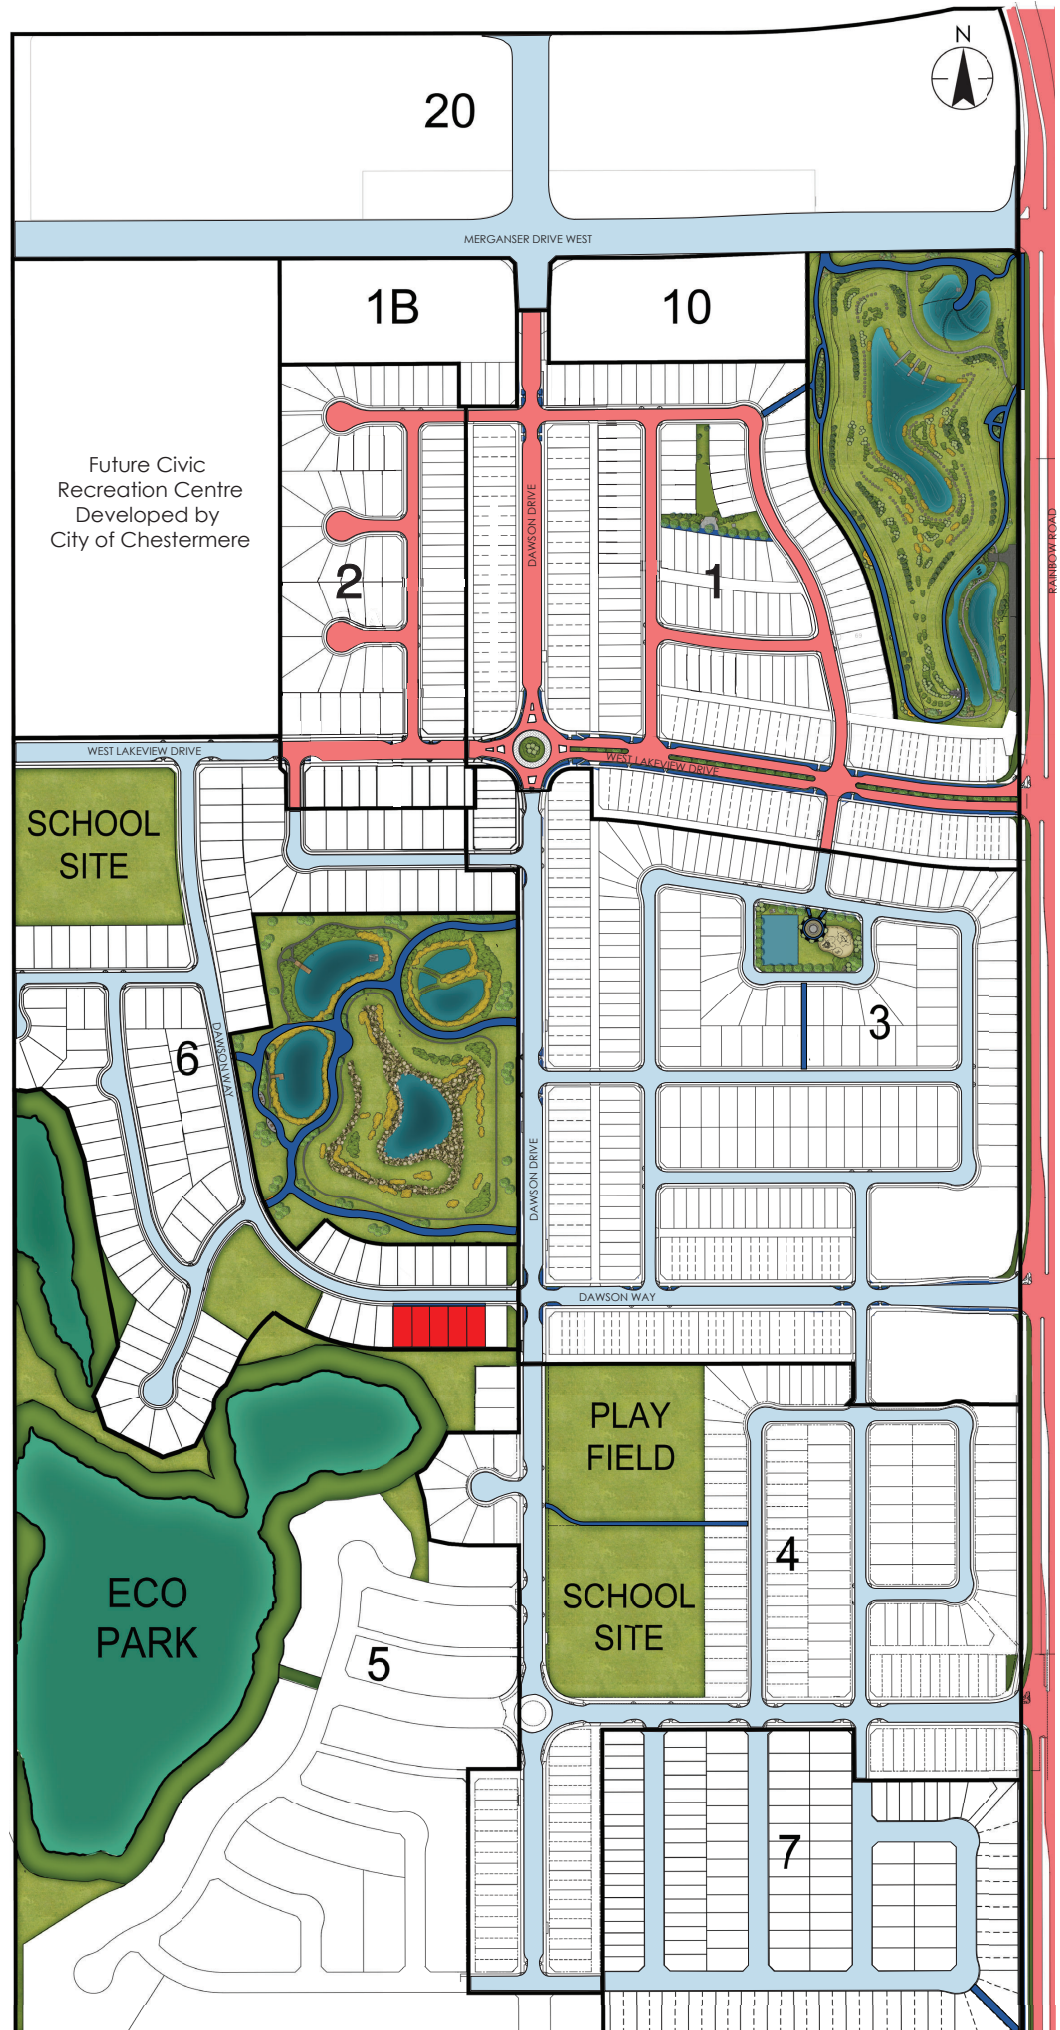 N
20
MERGANSER DRIVE WEST
1B
10
Future Civic
Recreation Centre
Developed by
City of Chestermere
DAWSON DRIVE
RAINBOW ROAD
2
1
WEST LAKEVIEW DRIVE
WEST LAKEVIEW DRIVE
SCHOOL
SITE
3
6
DAWSON WAY
DAWSON DRIVE
DAWSON WAY
PLAY
FIELD
4
ECO
PARK
SCHOOL
SITE
5
7